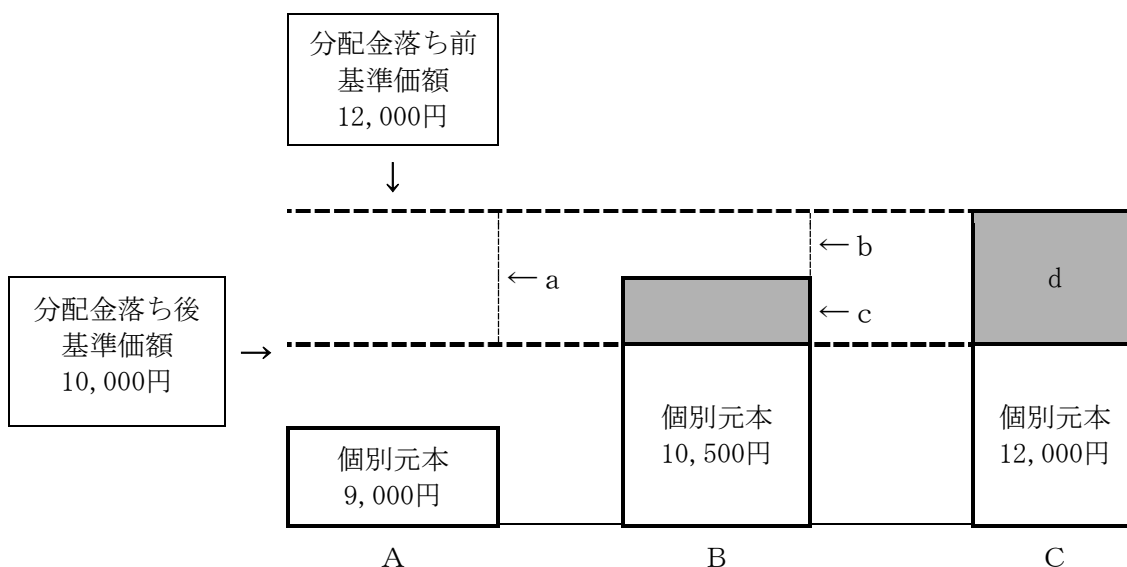 分配金落ち前
基準価額
12,000円
↓
← b
← a
d
分配金落ち後
基準価額
10,000円
→
← c
個別元本
9,000円
個別元本
10,500円
個別元本
12,000円
A
B
C